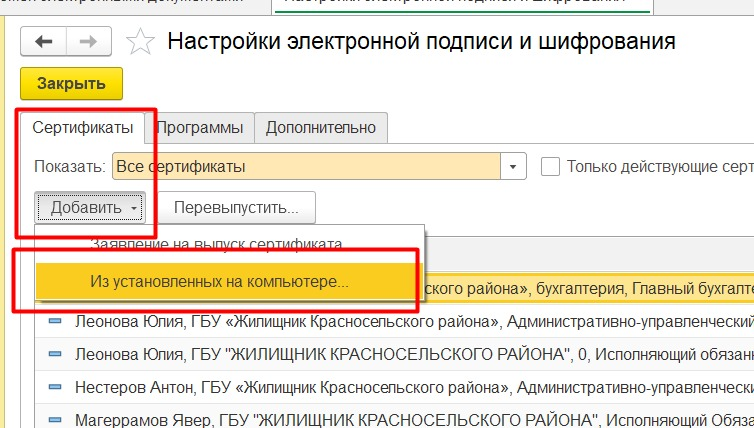 Настройки электронной подписи и шифрования
Закрыть
Сертификаты Программы Дополнительно
Показать: Все сертификаты Только действующие серт
Добавить Перевыпустить...
Заявление на выпуск сертификата
Из установленных на компьютере...
ского района», бухгалтерия, Главный бухгалте
Леонова Юлия, ГБУ «Жилищник Красносельского района», Административно-управленческий
Леонова Юлия, ГБУ "ЖИЛИЩНИК КРАСНОСЕЛЬСКОГО РАЙОНА", 0, Исполняющий обязанн
Нестеров Антон, ГБУ «Жилищник Красносельского района», Административно-управленческ
Магеррамов Явер, ГБУ "ЖИЛИЩНИК КРАСНОСЕЛЬСКОГО РАЙОНА", Исполняющий Обязан